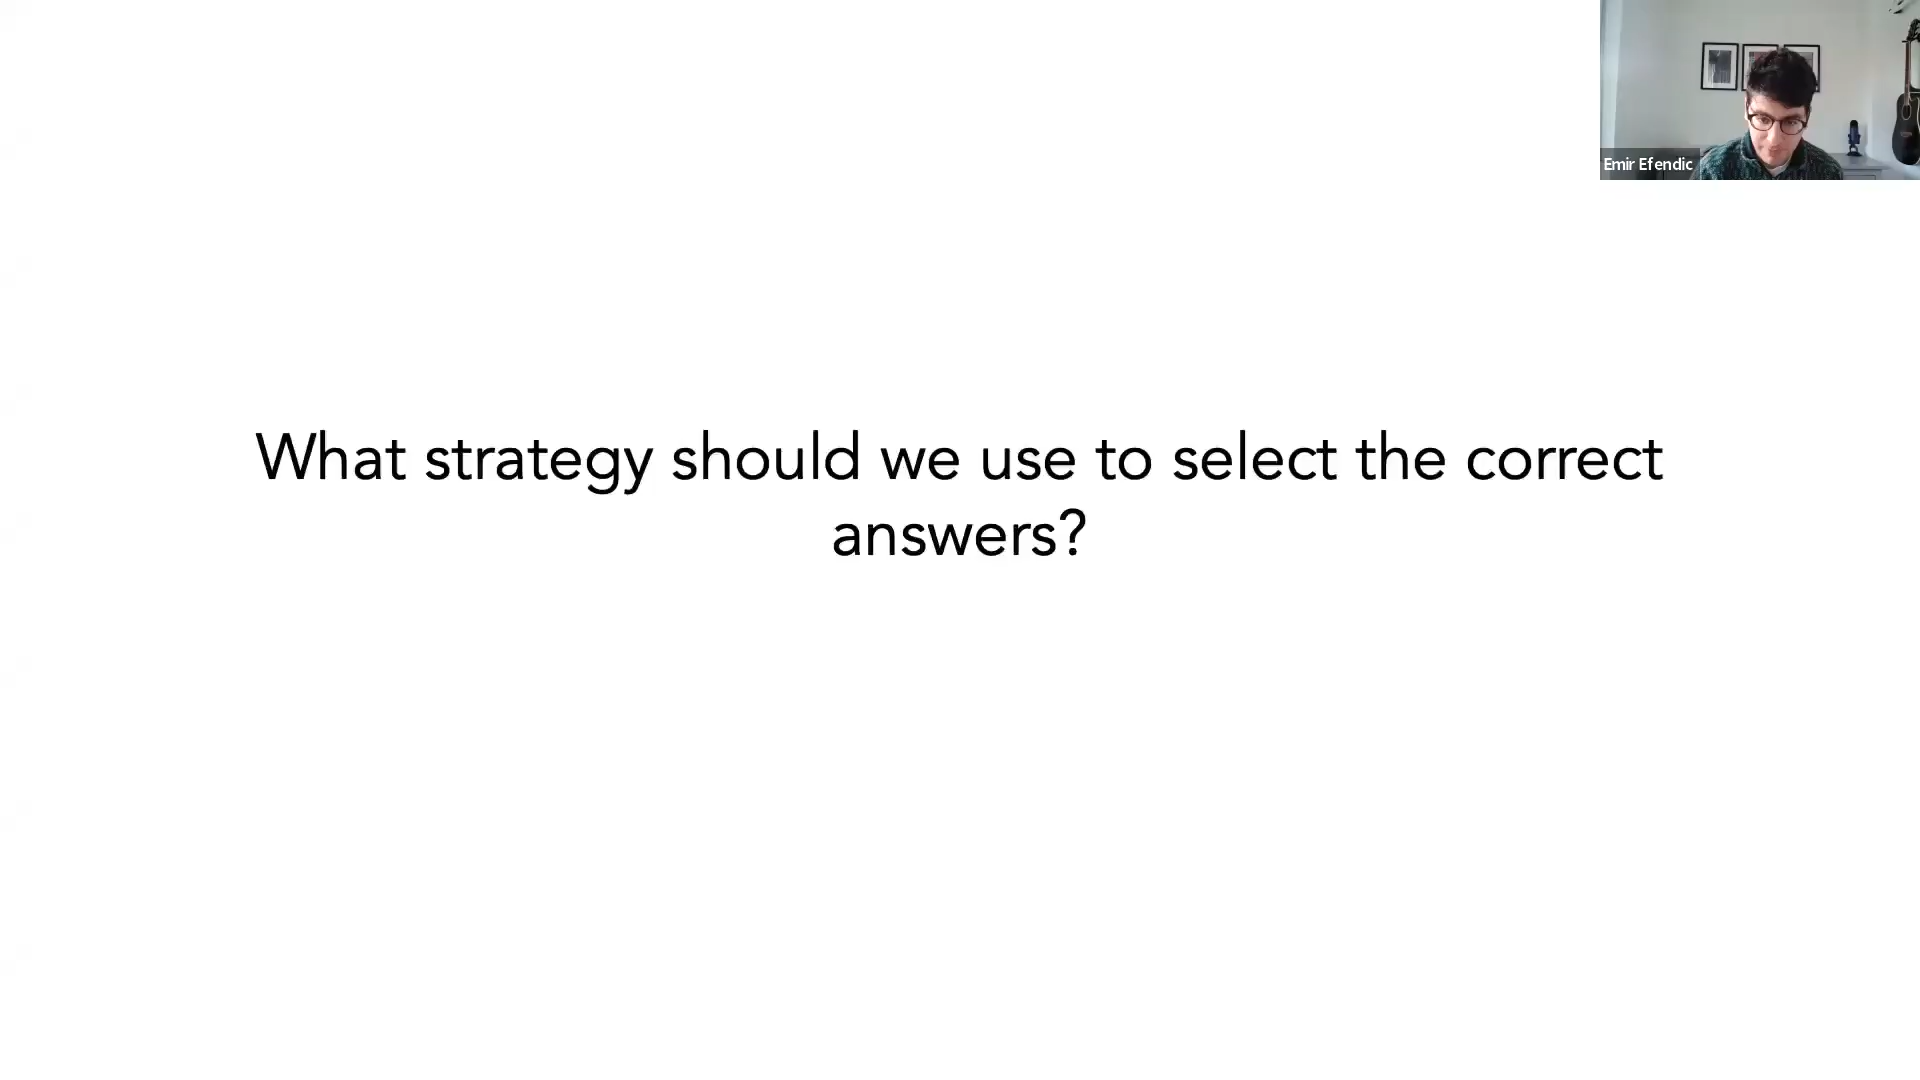 Emir Efendic
What strategy should we use to select the correct
answers?